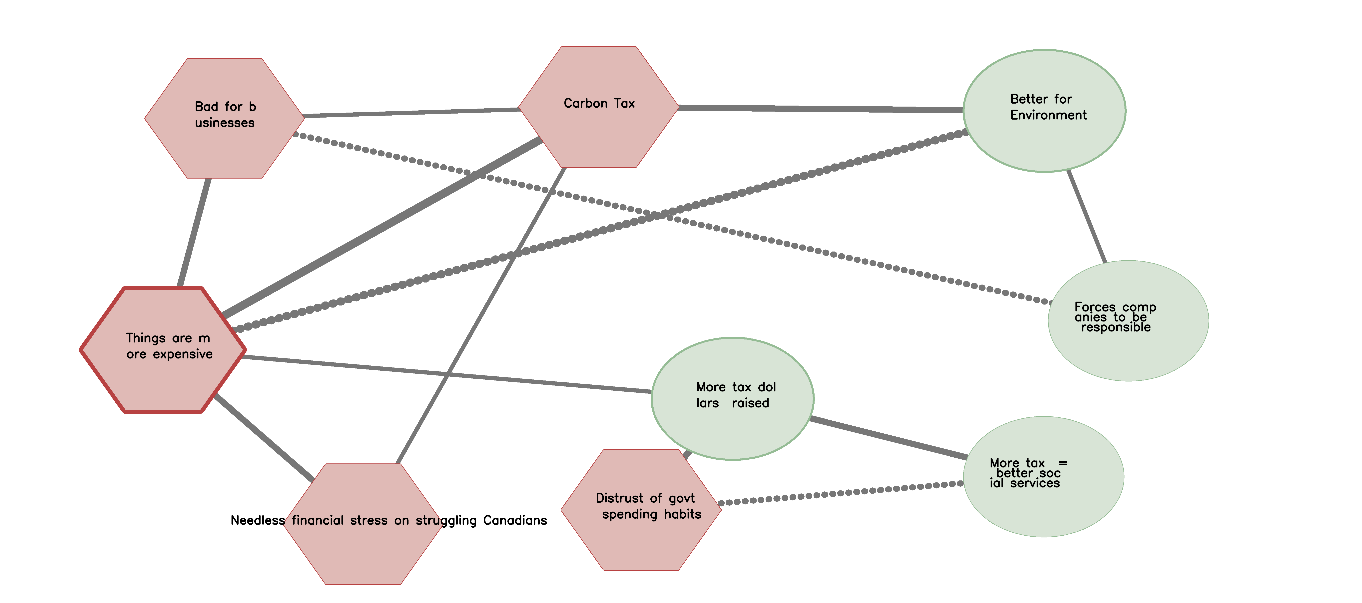 Bad for b
usinesses
Carbon Tax
Better for
Environment
Things are m
ore expensive
Forces comp
anies to be
responsible
More tax dol
lars raised
More tax =
better soc
ial services
Distrust of govt
spending habits
Needless financial stress on struggling Canadians